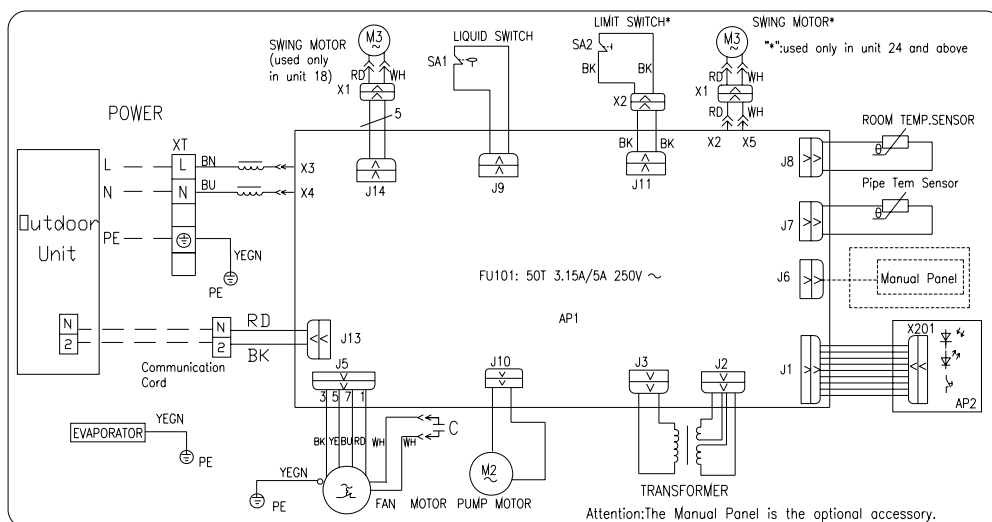 LIMIT SWITCH*
SWING MOTOR*
M3
~
SWING MOTOR
(used only
in unit 18)
LIQUID SWITCH
SA1
SA2
BK
BK
M3
~
"*":used only in unit 24 and above
RD
WH
X1
5
X2
RD
WH
X1
RD
WH
BK
BK
X2
X5
POWER
XT
L
L
BN
X3
N
N
BU
X4
Outdoor
Unit
PE
YEGN
PE
J14
J9
J11
J8
ROOM TEMP.SENSOR
θ
J7
Pipe Tem Sensor
θ
J6
Manual Panel
FU101: 50T 3.15A/5A 250V ~
AP1
N
2
N
2
RD
BK
J13
Communication
Cord
J5
3 5 7 1
J10
J3
J2
J1
X201
AP2
EVAPORATOR
YEGN
PE
BK
YE
BU
RD
WH
WH
C
YEGN
PE
FAN MOTOR
M2
~
PUMP MOTOR
TRANSFORMER
Attention:The Manual Panel is the optional accessory.